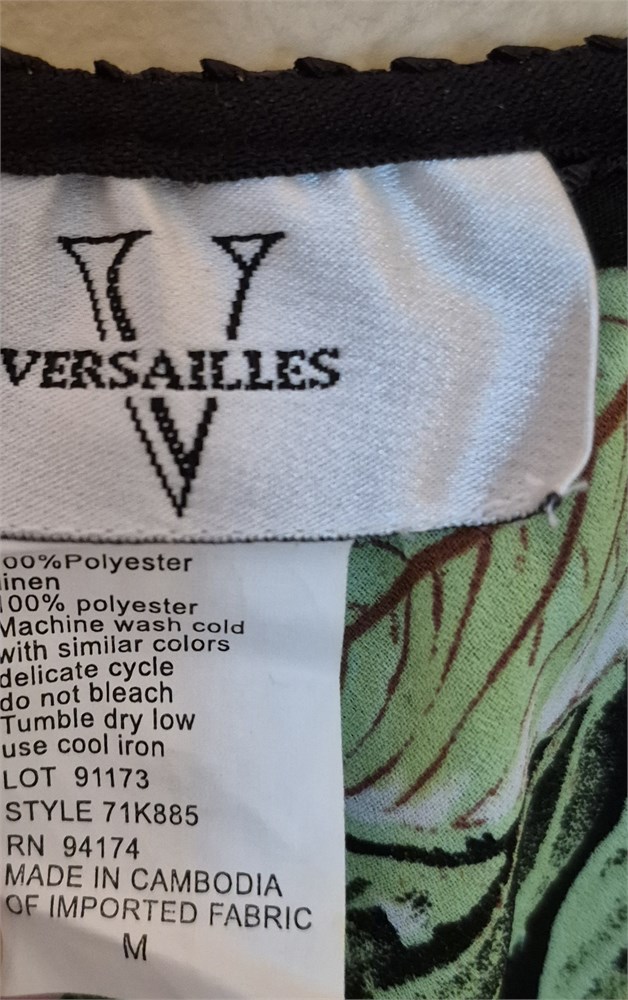 VERSAILLES
00%Polyester
inen
100% polyester
Machine wash cold
with similar colors
delicate cycle
do not bleach
Tumble dry low
use cool iron
LOT 91173
STYLE 71K885
RN 94174
MADE IN CAMBODIA
OF IMPORTED FABRIC
M